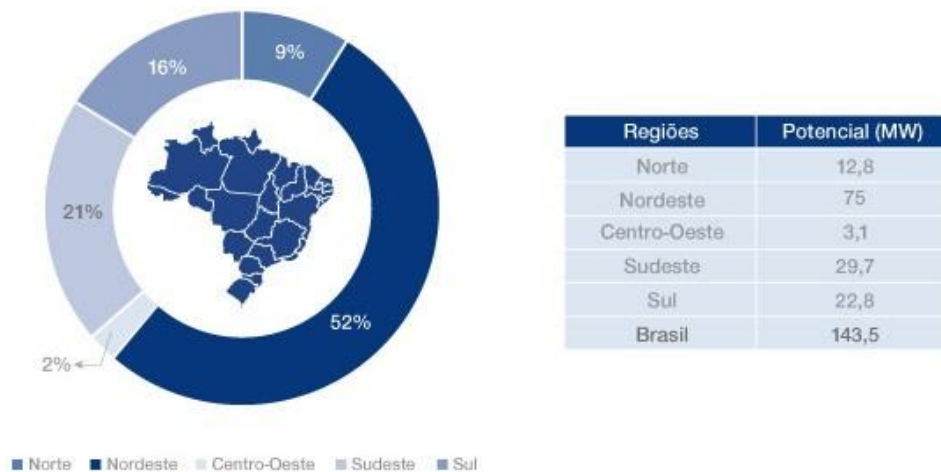 9%
16%
21%
52%
2%
Norte Nordeste Centro-Oeste Sudeste Sul
Regiões Potencial (MW)
Norte 12,8
Nordeste 75
Centro-Oeste 3,1
Sudeste 29,7
Sul 22,8
Brasil 143,5